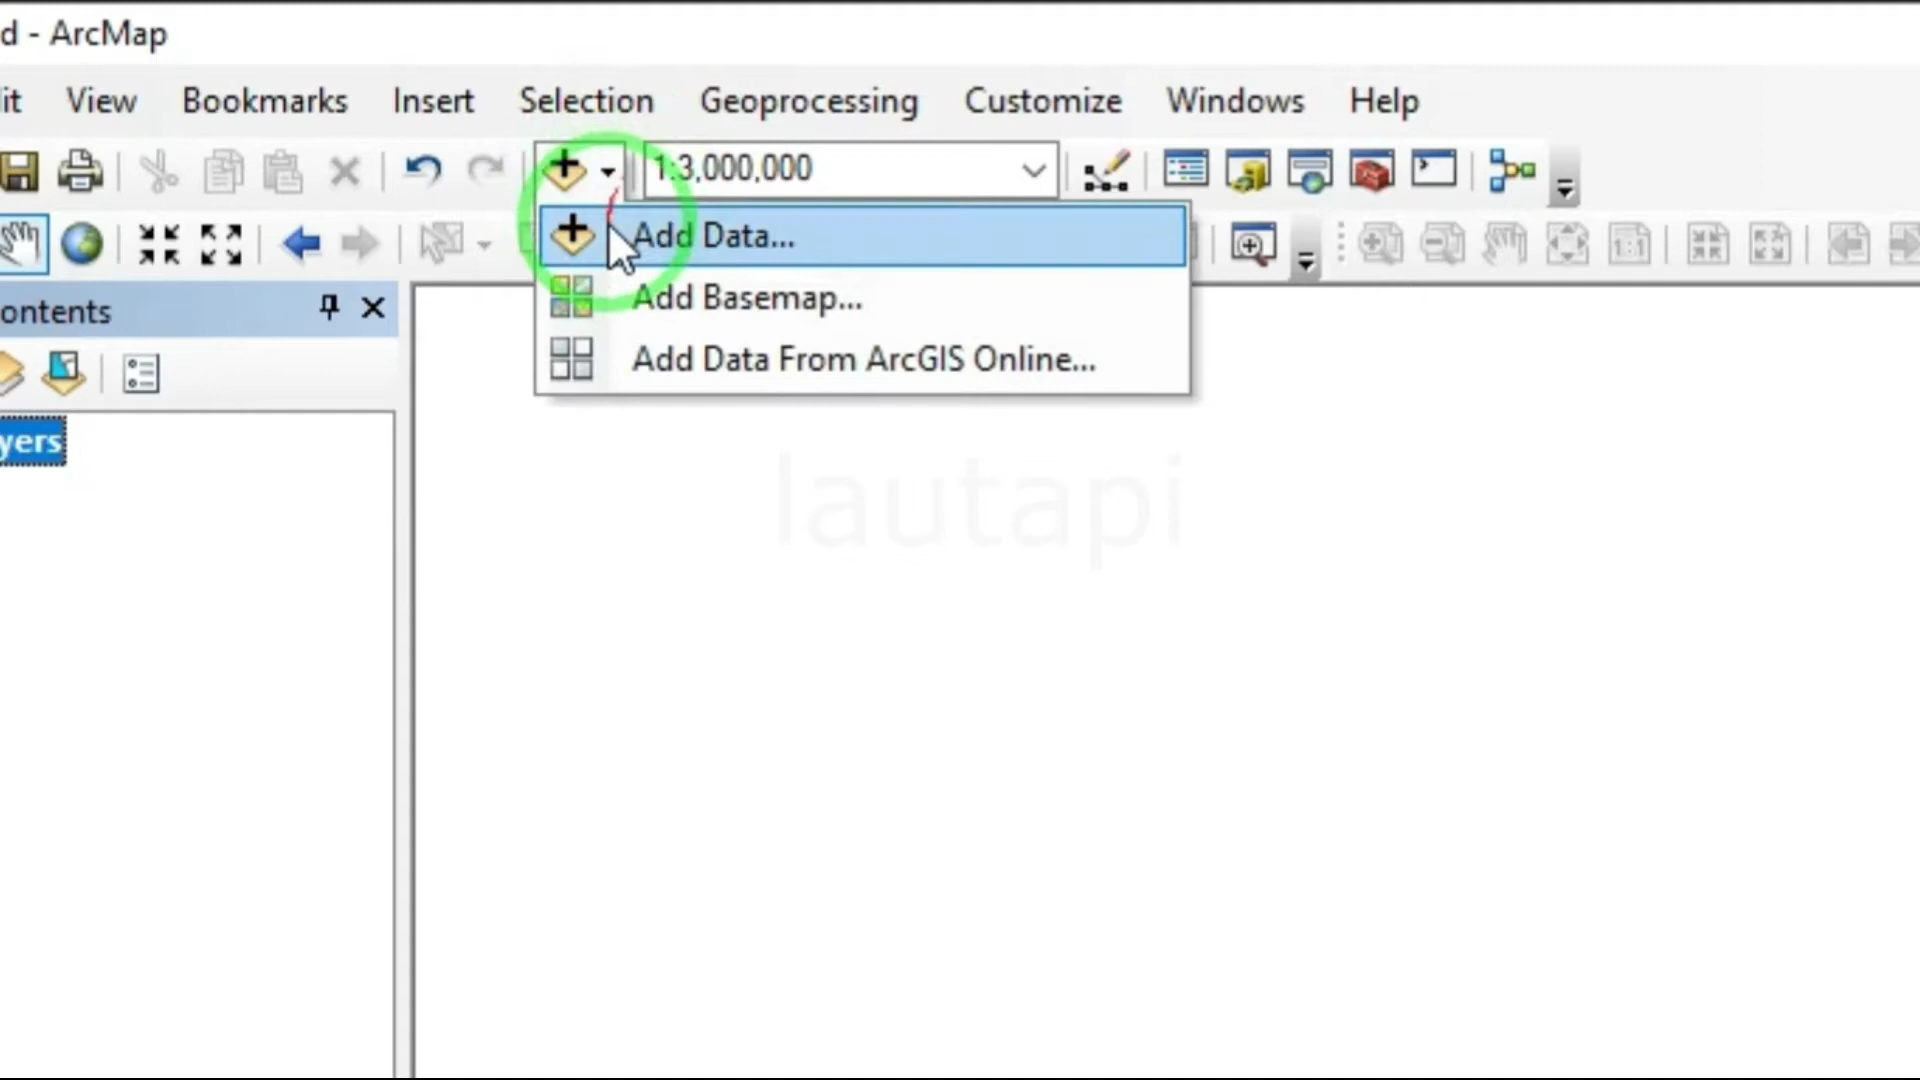 d - ArcMap
it View Bookmarks Insert Selection Geoprocessing Customize Windows Help
1:3,000,000
Add Data...
Add Basemap...
Add Data From ArcGIS Online...
ontents
yers
lautapi